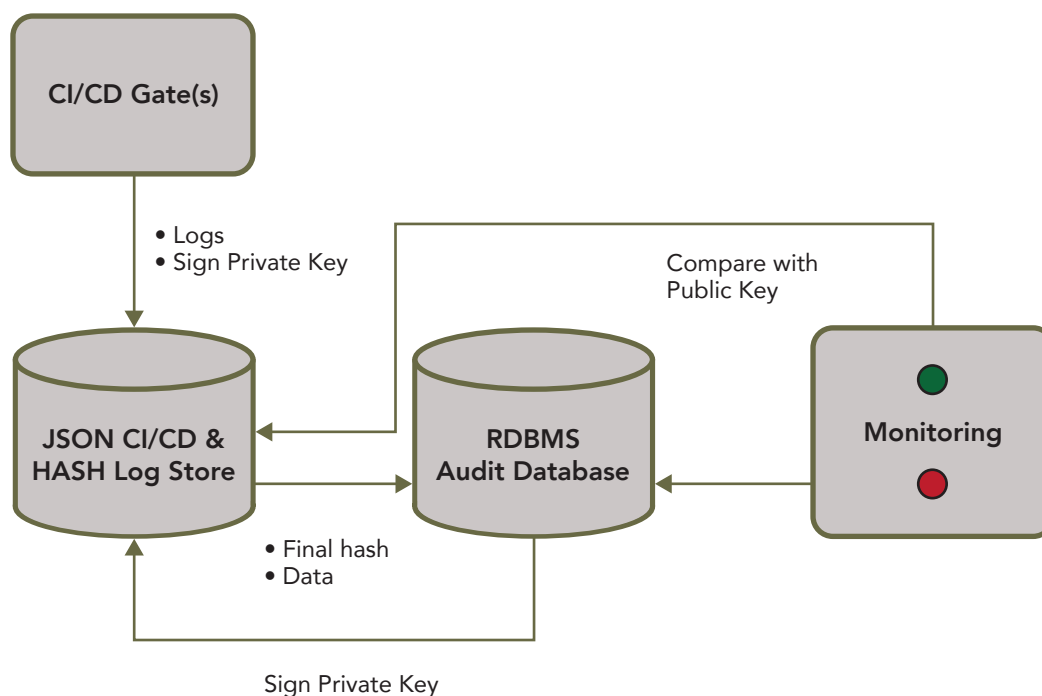 CI/CD Gate(s)
• Logs
• Sign Private Key
Compare with
Public Key
JSON CI/CD &
HASH Log Store
RDBMS
Audit Database
Monitoring
• Final hash
• Data
Sign Private Key